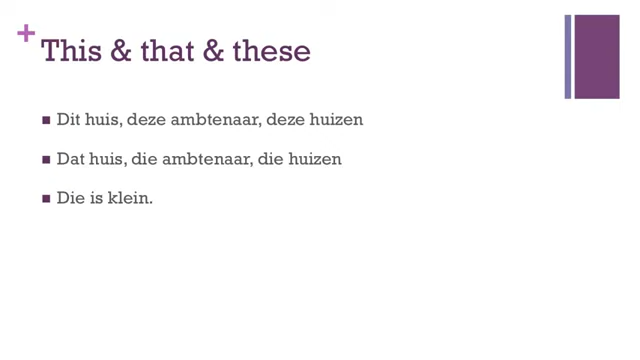 This & that & these
Dit huis, deze ambtenaar, deze huizen
Dat huis, die ambtenaar, die huizen
Die is klein.